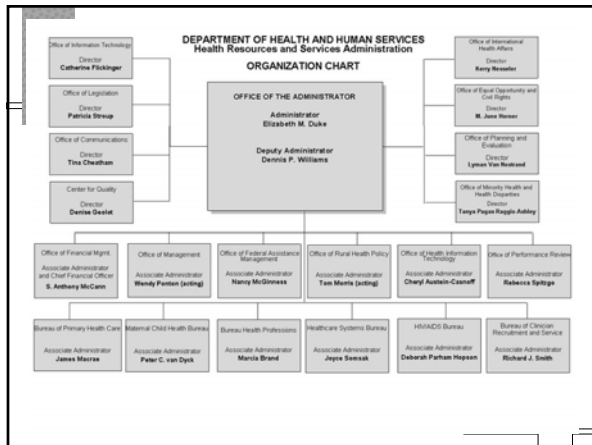 DEPARTMENT OF HEALTH AND HUMAN SERVICES
Health Resources and Services Administration
ORGANIZATION CHART
Office of Information Technology
Director
Catherine Flickinger
Office of Legislation
Director
Patricia Stroup
Office of Communications
Director
Tina Cheatham
Center for Quality
Director
Denise Geolot
OFFICE OF THE ADMINISTRATOR
Administrator
Elizabeth M. Duke
Deputy Administrator
Dennis P. Williams
Office of International
Health Affairs
Director
Kerry Nesseler
Office of Equal Opportunity and
Civil Rights
Director
M. June Horner
Office of Planning and
Evaluation
Director
Lyman Van Nostrand
Office of Minority Health and
Health Disparities
Director
Tanya Pagan Raggio Ashley
Office of Financial Mgmt.
Associate Administrator
and Chief Financial Officer
S. Anthony McCann
Office of Management
Associate Administrator
Wendy Ponton (acting)
Office of Federal Assistance
Management
Associate Administrator
Nancy McGinness
Office of Rural Health Policy
Associate Administrator
Tom Morris (acting)
Office of Health Information
Technology
Associate Administrator
Cheryl Austein-Casnoff
Office of Performance Review
Associate Administrator
Rebecca Spitzgo
Bureau of Primary Health Care
Associate Administrator
James Macrae
Maternal Child Health Bureau
Associate Administrator
Peter C. van Dyck
Bureau Health Professions
Associate Administrator
Marcia Brand
Healthcare Systems Bureau
Associate Administrator
Joyce Somsak
HIV/AIDS Bureau
Associate Administrator
Deborah Parham Hopson
Bureau of Clinician
Recruitment and Service
Associate Administrator
Richard J. Smith